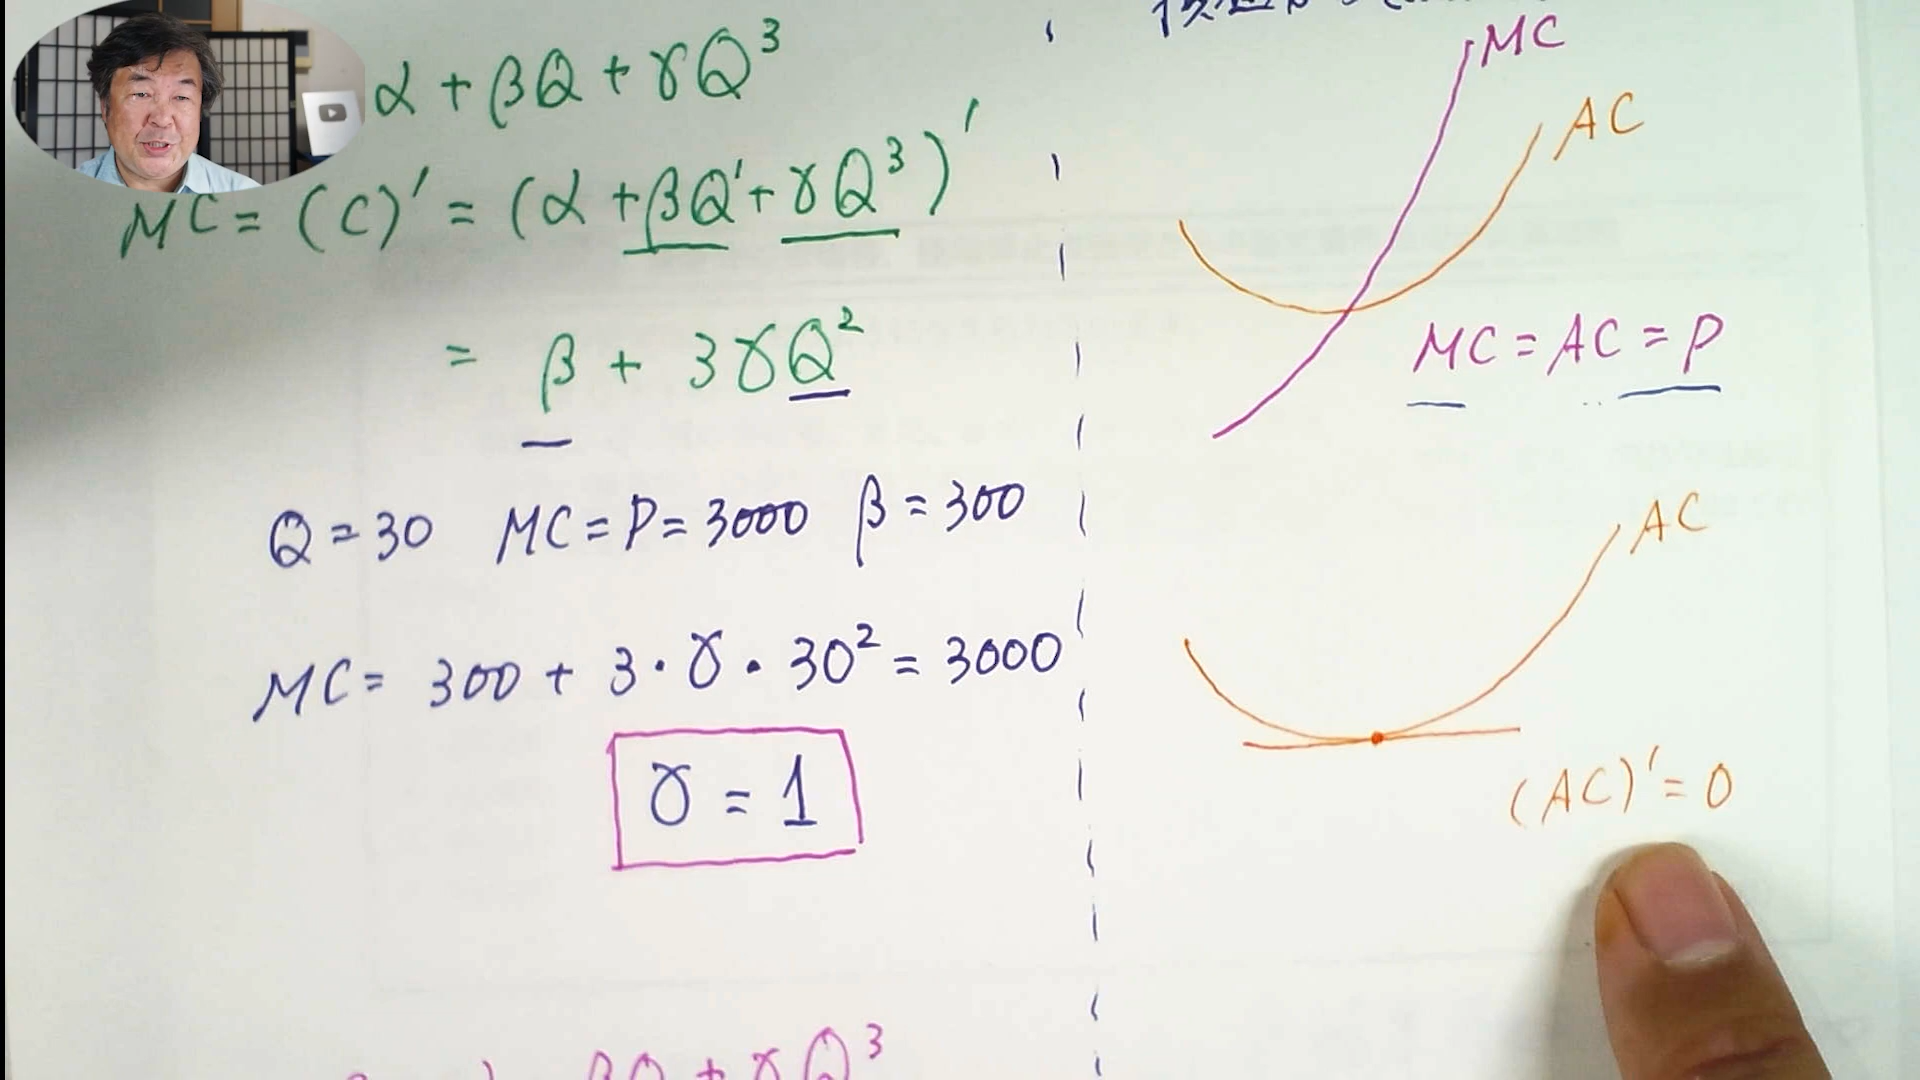 α + βQ + γQ³
MC = (C)' = (α + βQ' + γQ³)'
= β + 3γQ²
Q = 30 MC = P = 3000 β = 300
MC = 300 + 3・γ・30² = 3000
γ = 1
βQ + γQ³
MC
AC
MC = AC = P
AC
(AC)' = 0